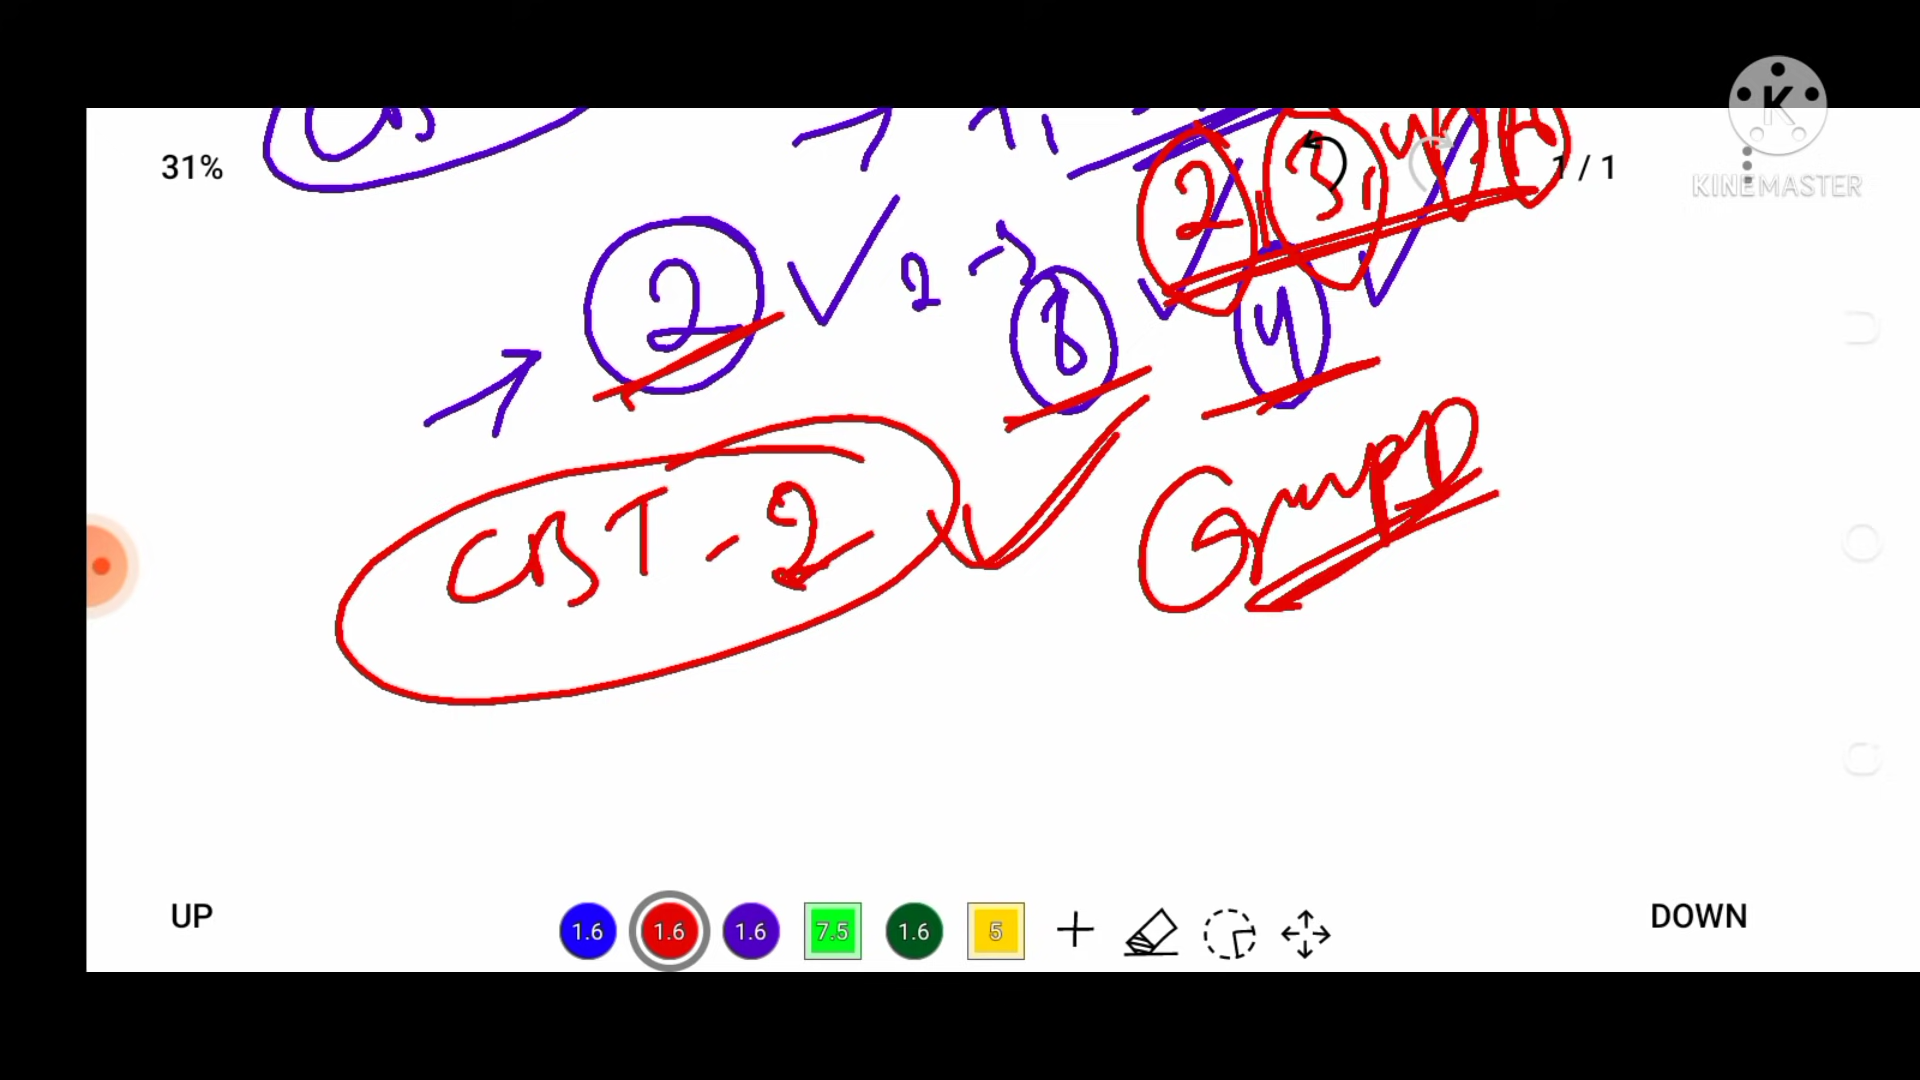 31%
1 / 1
KINEMASTER
2 3,
2 2 8 4
CBT-2 Group D
UP 1.6 1.6 1.6 7.5 1.6 5 DOWN